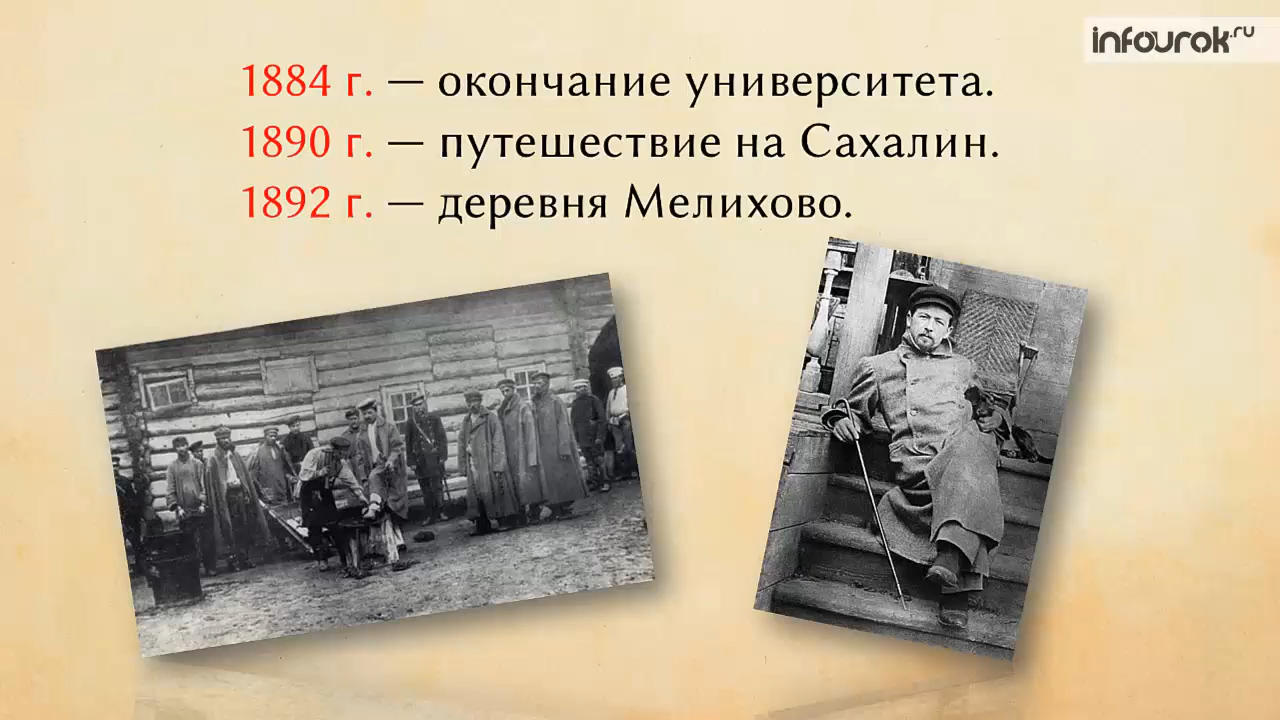 infourok.ru
1884 г. — окончание университета.
1890 г. — путешествие на Сахалин.
1892 г. — деревня Мелихово.